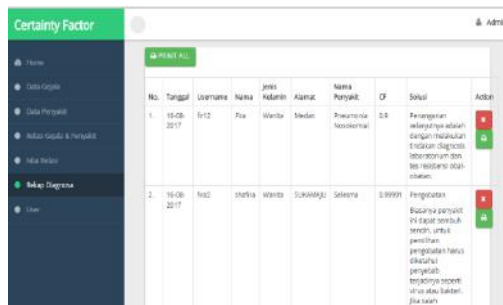 Certainty Factor
Admin
Home
PRINT ALL
Data Gejala
Data Penyakit
Relasi Gejala & Penyakit
Nilai Relasi
Rekap Diagnosa
User
No. Tanggal Username Nama Jenis Kelamin Alamat Nama Penyakit CF Solusi Action
1. 16-08-2017 Wanita Medan Pneumonia Nosokomial 0.9 Penanganan
selanjutnya adalah
dengan melakukan
tindakan diagnosis
laboratorium dan
tes resistensi obat-
obatan.
2. 16-08-2017 shafira Wanita SUKAMAJU Selesma 0.99991 Pengobatan
Biasanya penyakit
ini dapat sembuh
sendiri, untuk
pemilihan
pengobatan harus
diketahui
penyebab
terjadinya seperti
virus atau bakteri.
Jika salah